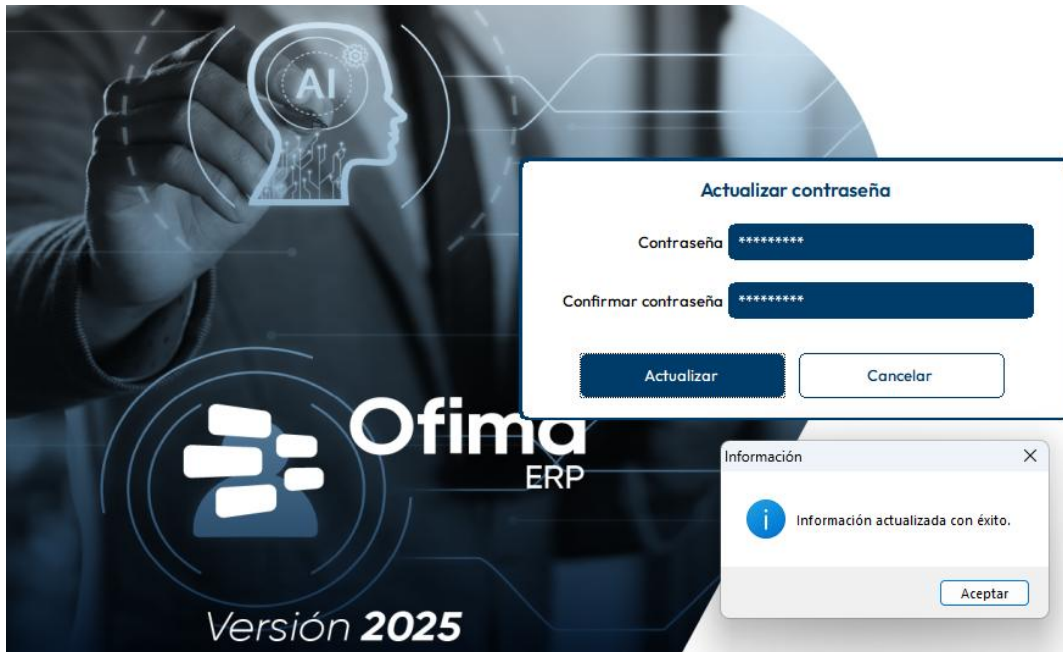 AI
Actualizar contraseña
Contraseña *********
Confirmar contraseña *********
Actualizar Cancelar
Ofima
ERP
Información
Información actualizada con éxito.
Aceptar
Versión 2025